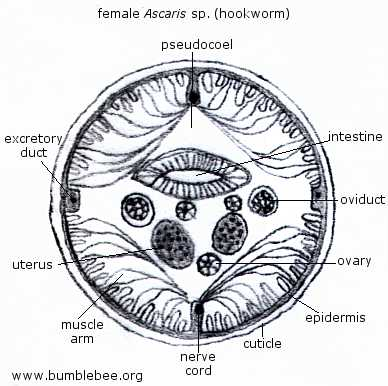 female Ascaris sp. (hookworm)
pseudocoel
excretory
duct
intestine
oviduct
uterus
ovary
muscle
arm
epidermis
nerve
cord
cuticle
www.bumblebee.org